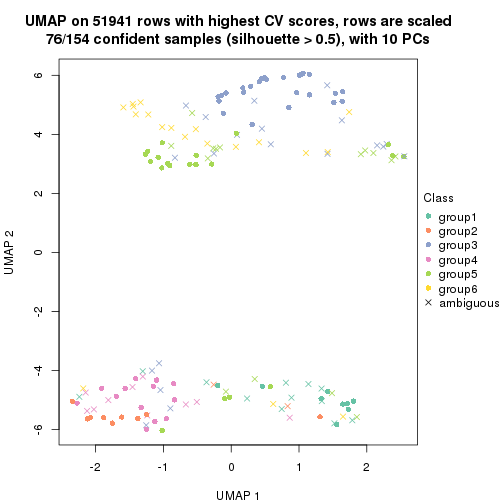 UMAP on 51941 rows with highest CV scores, rows are scaled
76/154 confident samples (silhouette > 0.5), with 10 PCs
6
4
2
0
-2
-4
-6
UMAP 2
-2
-1
0
1
2
UMAP 1
Class
group1
group2
group3
group4
group5
group6
ambiguous